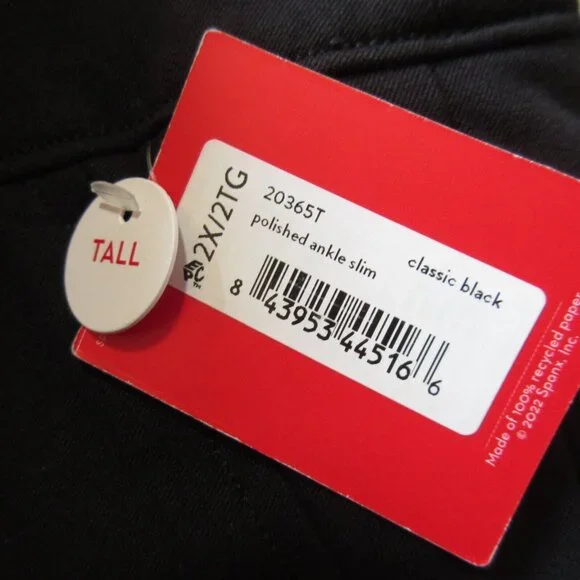 TALL
2X/2TG
20365T
polished ankle slim
classic black
8 43953 44516 6
Made of 100% recycled paper
© 2022 Spanx, Inc.